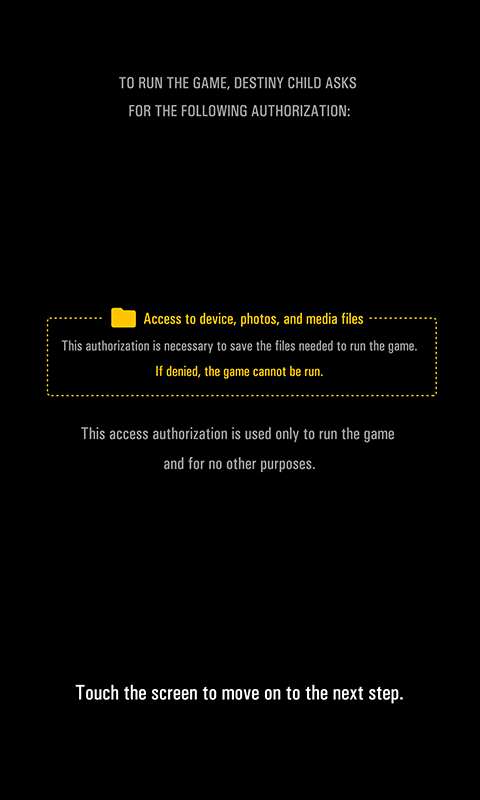 TO RUN THE GAME, DESTINY CHILD ASKS
FOR THE FOLLOWING AUTHORIZATION:
Access to device, photos, and media files
This authorization is necessary to save the files needed to run the game.
If denied, the game cannot be run.
This access authorization is used only to run the game
and for no other purposes.
Touch the screen to move on to the next step.